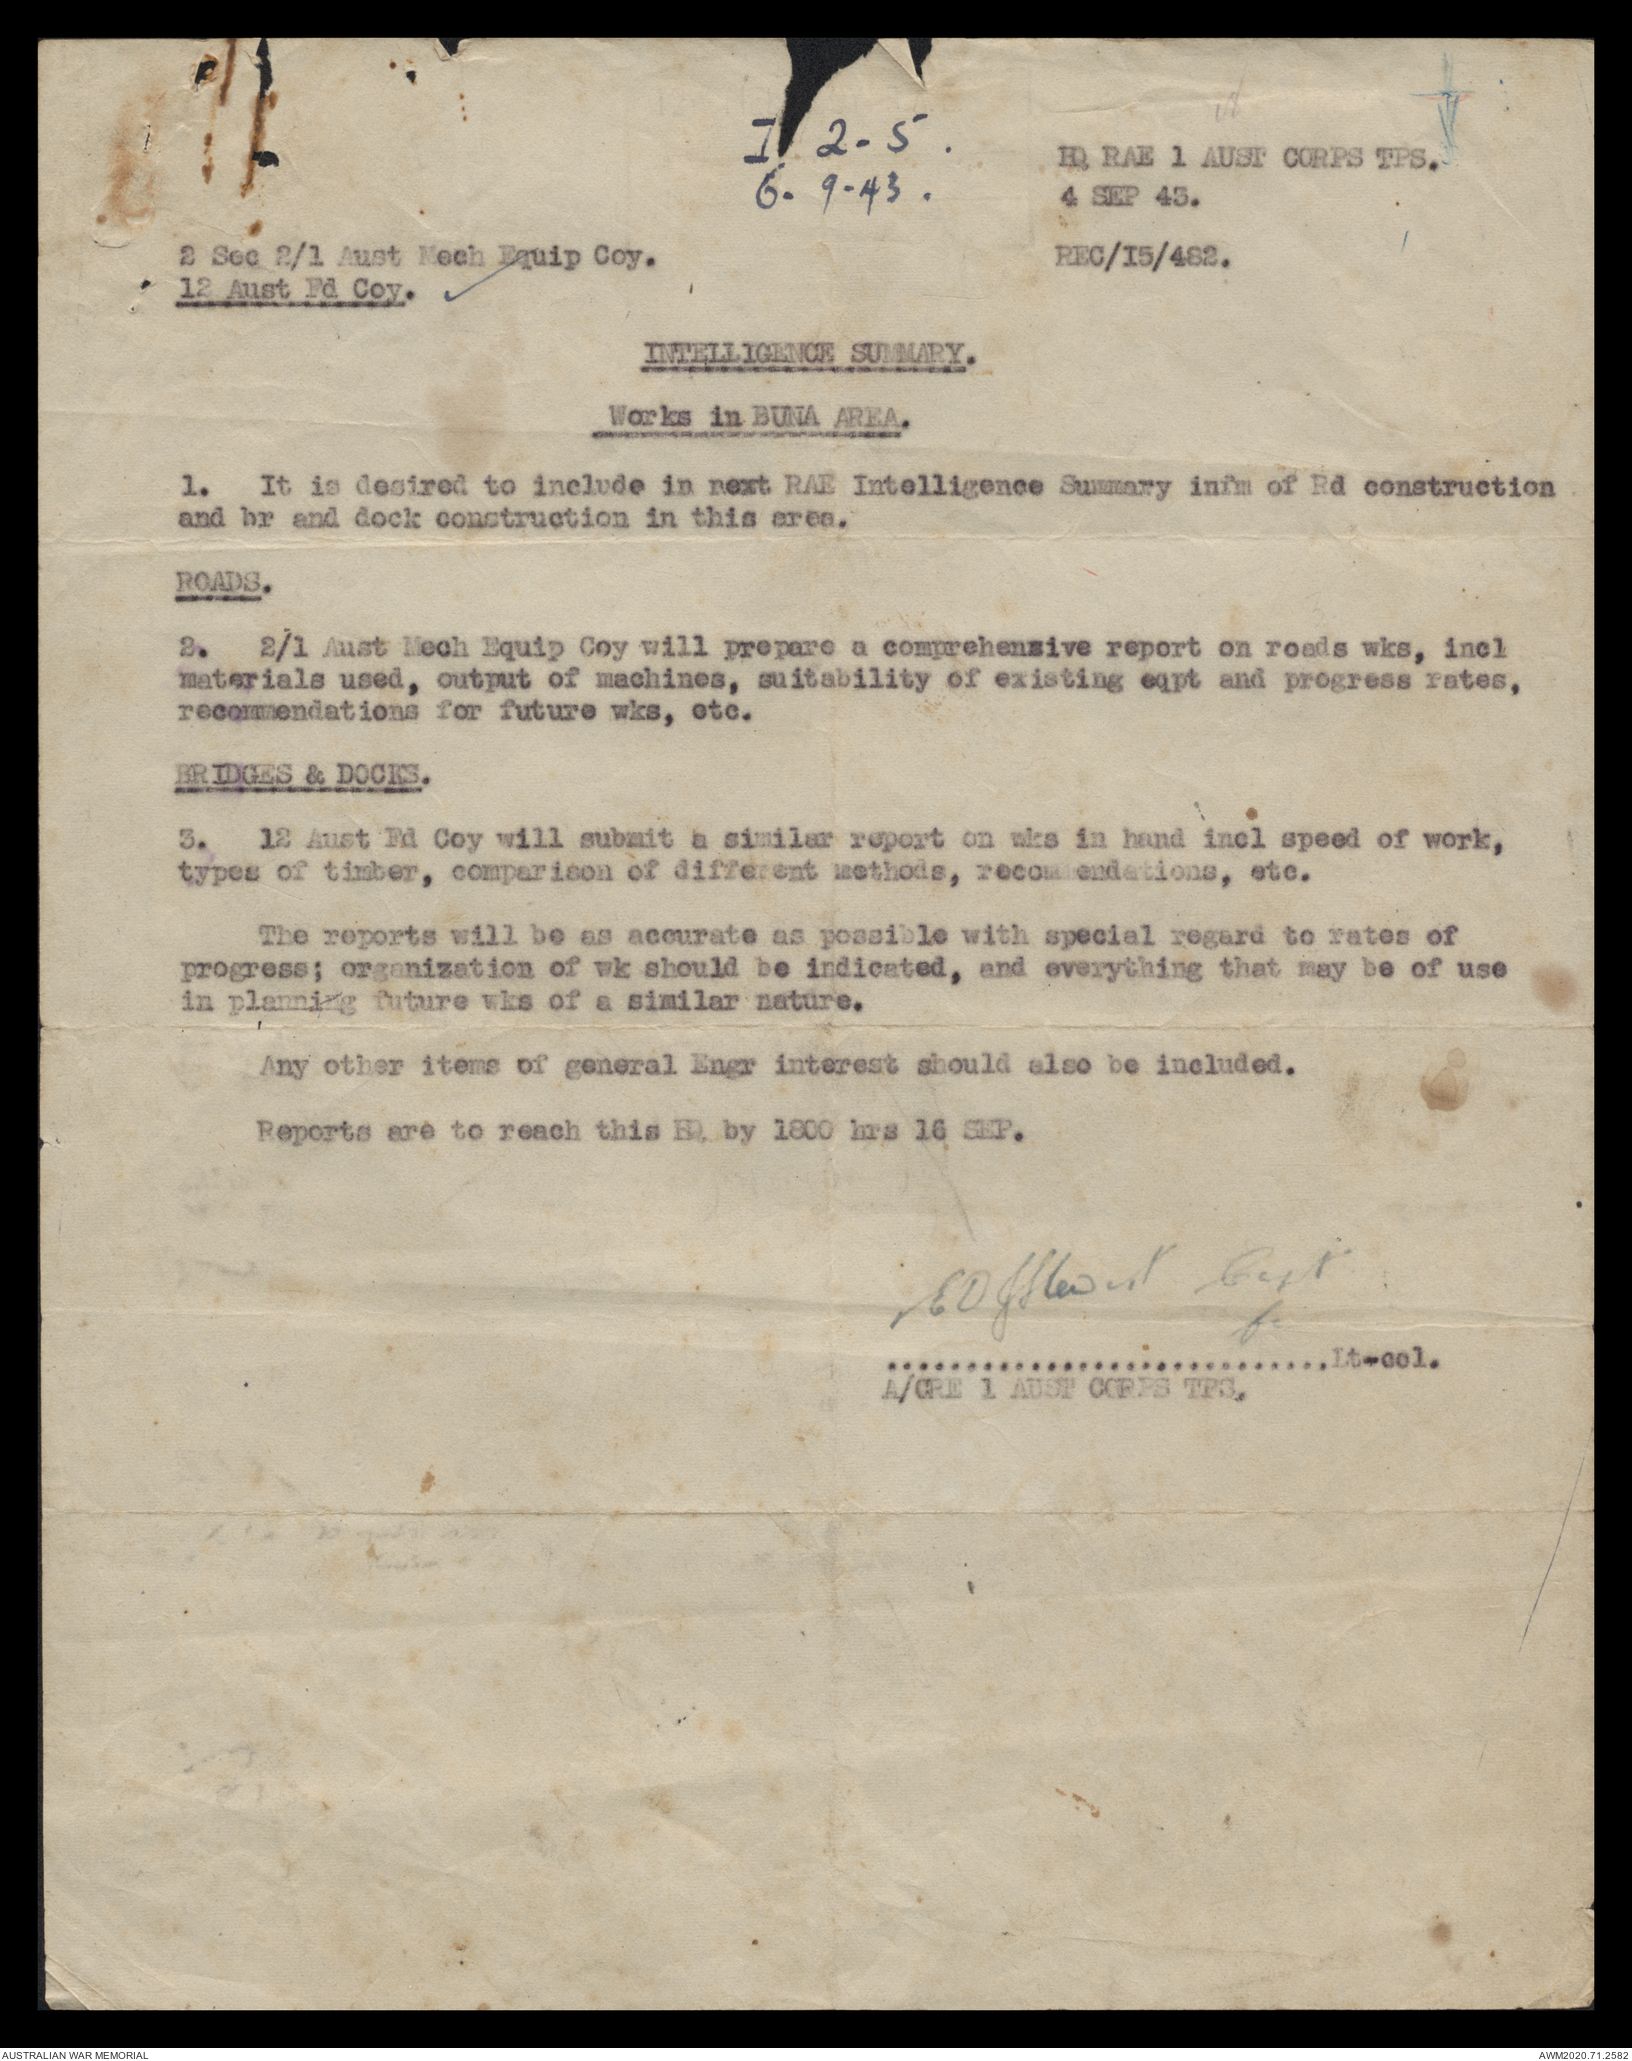 I 2-5.
6-9-43.
HQ RAE 1 AUST CORPS TPS.
4 SEP 43.
2 Sec 2/1 Aust Mech Equip Coy.
REC/I5/482.
12 Aust Fd Coy.
INTELLIGENCE SUMMARY.
Works in BUNA AREA.
1. It is desired to include in next RAE Intelligence Summary infm of Rd construction
and br and dock construction in this area.
ROADS.
2. 2/1 Aust Mech Equip Coy will prepare a comprehensive report on roads wks, incl
materials used, output of machines, suitability of existing eqpt and progress rates,
recommendations for future wks, etc.
BRIDGES & DOCKS.
3. 12 Aust Fd Coy will submit a similar report on wks in hand incl speed of work,
types of timber, comparison of different methods, recommendations, etc.
The reports will be as accurate as possible with special regard to rates of
progress; organization of wk should be indicated, and everything that may be of use
in planning future wks of a similar nature.
Any other items of general Engr interest should also be included.
Reports are to reach this HQ by 1800 hrs 16 SEP.
Capt
.............................Lt-col.
A/CRE 1 AUST CORPS TPS.
AUSTRALIAN WAR MEMORIAL
AWM2020.71.2582